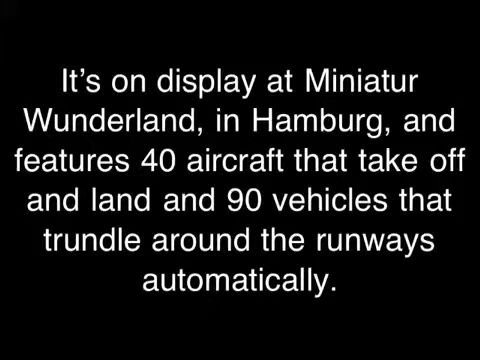 It’s on display at Miniatur
Wunderland, in Hamburg, and
features 40 aircraft that take off
and land and 90 vehicles that
trundle around the runways
automatically.